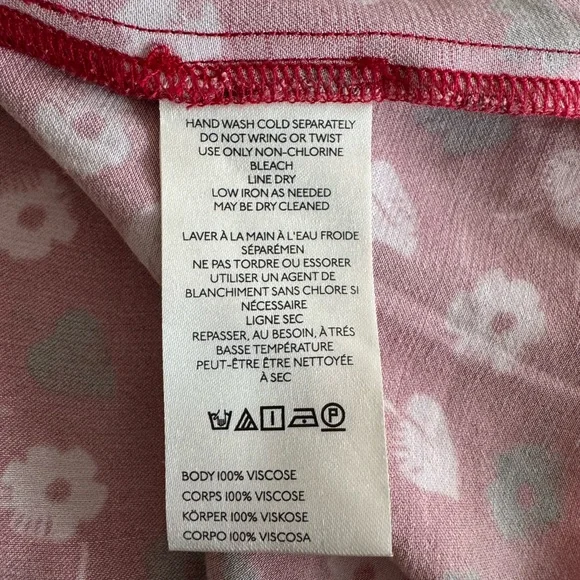 HAND WASH COLD SEPARATELY
DO NOT WRING OR TWIST
USE ONLY NON-CHLORINE
BLEACH
LINE DRY
LOW IRON AS NEEDED
MAY BE DRY CLEANED
LAVER À LA MAIN À L'EAU FROIDE
SÉPARÉMEN
NE PAS TORDRE OU ESSORER
UTILISER UN AGENT DE
BLANCHIMENT SANS CHLORE SI
NÉCESSAIRE
LIGNE SEC
REPASSER, AU BESOIN, À TRÉS
BASSE TEMPÉRATURE
PEUT-ÊTRE ÊTRE NETTOYÉE
À SEC
P
BODY 100% VISCOSE
CORPS 100% VISCOSE
KÖRPER 100% VISKOSE
CORPO 100% VISCOSA